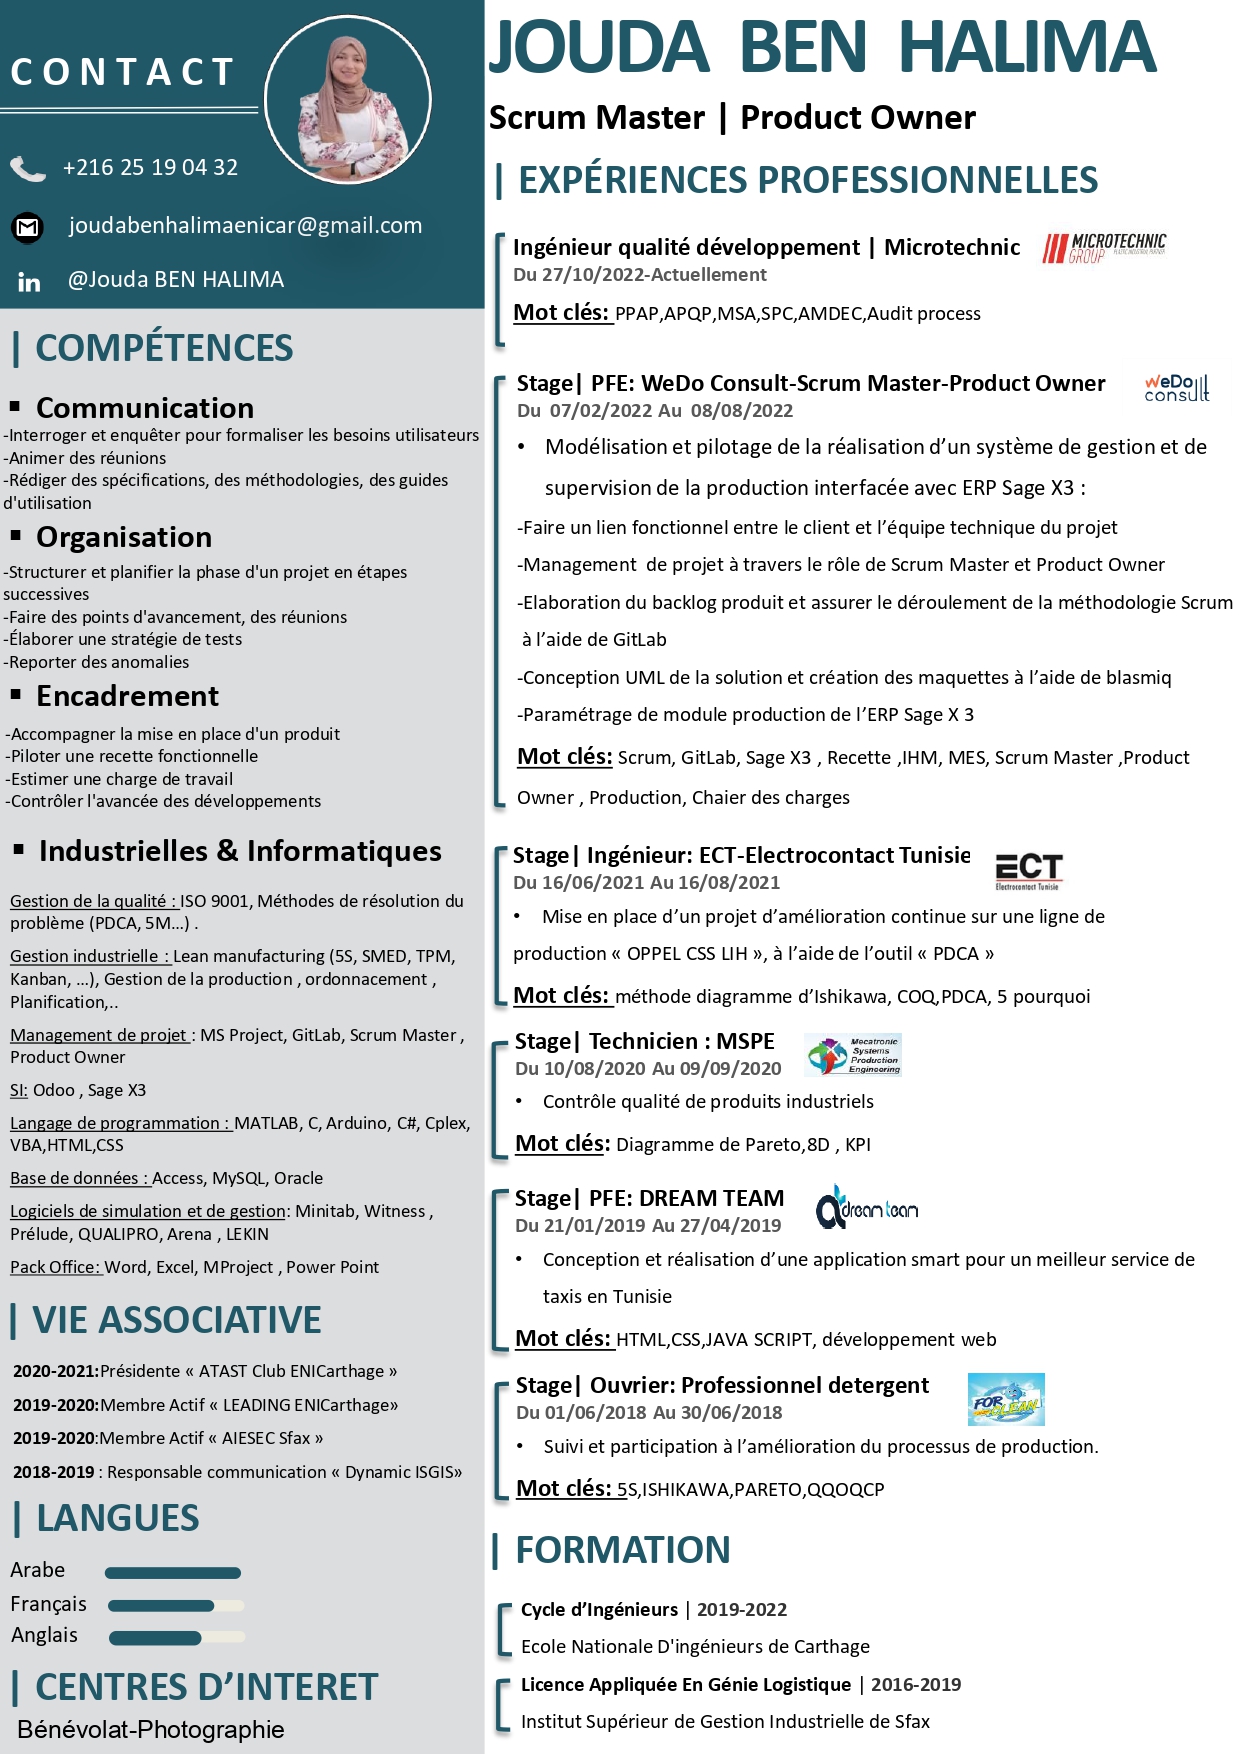 CONTACT
+216 25 19 04 32
joudabenhalimaenicar@gmail.com
in @Jouda BEN HALIMA
| COMPÉTENCES
▪ Communication
-Interroger et enquêter pour formaliser les besoins utilisateurs
-Animer des réunions
-Rédiger des spécifications, des méthodologies, des guides
d'utilisation
▪ Organisation
-Structurer et planifier la phase d'un projet en étapes
successives
-Faire des points d'avancement, des réunions
-Élaborer une stratégie de tests
-Reporter des anomalies
▪ Encadrement
-Accompagner la mise en place d'un produit
-Piloter une recette fonctionnelle
-Estimer une charge de travail
-Contrôler l'avancée des développements
▪ Industrielles & Informatiques
Gestion de la qualité : ISO 9001, Méthodes de résolution du
problème (PDCA, 5M...) .
Gestion industrielle : Lean manufacturing (5S, SMED, TPM,
Kanban, ...), Gestion de la production , ordonnacement ,
Planification,..
Management de projet : MS Project, GitLab, Scrum Master ,
Product Owner
SI: Odoo , Sage X3
Langage de programmation : MATLAB, C, Arduino, C#, Cplex,
VBA,HTML,CSS
Base de données : Access, MySQL, Oracle
Logiciels de simulation et de gestion: Minitab, Witness ,
Prélude, QUALIPRO, Arena , LEKIN
Pack Office: Word, Excel, MProject , Power Point
| VIE ASSOCIATIVE
2020-2021:Présidente « ATAST Club ENICarthage »
2019-2020:Membre Actif « LEADING ENICarthage»
2019-2020:Membre Actif « AIESEC Sfax »
2018-2019 : Responsable communication « Dynamic ISGIS»
| LANGUES
Arabe
Français
Anglais
| CENTRES D'INTERET
Bénévolat-Photographie
JOUDA BEN HALIMA
Scrum Master | Product Owner
| EXPÉRIENCES PROFESSIONNELLES
Ingénieur qualité développement | Microtechnic
MICROTECHNIC
GROUP
Du 27/10/2022-Actuellement
Mot clés: PPAP,APQP,MSA,SPC,AMDEC,Audit process
Stage| PFE: WeDo Consult-Scrum Master-Product Owner
WeDo
consult
Du 07/02/2022 Au 08/08/2022
• Modélisation et pilotage de la réalisation d'un système de gestion et de
supervision de la production interfacée avec ERP Sage X3 :
-Faire un lien fonctionnel entre le client et l'équipe technique du projet
-Management de projet à travers le rôle de Scrum Master et Product Owner
-Elaboration du backlog produit et assurer le déroulement de la méthodologie Scrum
à l'aide de GitLab
-Conception UML de la solution et création des maquettes à l'aide de blasmiq
-Paramétrage de module production de l'ERP Sage X 3
Mot clés: Scrum, GitLab, Sage X3 , Recette ,IHM, MES, Scrum Master ,Product
Owner , Production, Chaier des charges
Stage| Ingénieur: ECT-Electrocontact Tunisie
ECT
Electrocontact Tunisie
Du 16/06/2021 Au 16/08/2021
• Mise en place d'un projet d'amélioration continue sur une ligne de
production « OPPEL CSS LIH », à l'aide de l'outil « PDCA »
Mot clés: méthode diagramme d'Ishikawa, COQ,PDCA, 5 pourquoi
Stage| Technicien : MSPE
Mecatronic
Systems
Production
Engineering
Du 10/08/2020 Au 09/09/2020
• Contrôle qualité de produits industriels
Mot clés: Diagramme de Pareto,8D , KPI
Stage| PFE: DREAM TEAM
dream team
Du 21/01/2019 Au 27/04/2019
• Conception et réalisation d'une application smart pour un meilleur service de
taxis en Tunisie
Mot clés: HTML,CSS,JAVA SCRIPT, développement web
Stage| Ouvrier: Professionnel detergent
FOR
CLEAN
Du 01/06/2018 Au 30/06/2018
• Suivi et participation à l'amélioration du processus de production.
Mot clés: 5S,ISHIKAWA,PARETO,QQOQCP
| FORMATION
Cycle d'Ingénieurs | 2019-2022
Ecole Nationale D'ingénieurs de Carthage
Licence Appliquée En Génie Logistique | 2016-2019
Institut Supérieur de Gestion Industrielle de Sfax